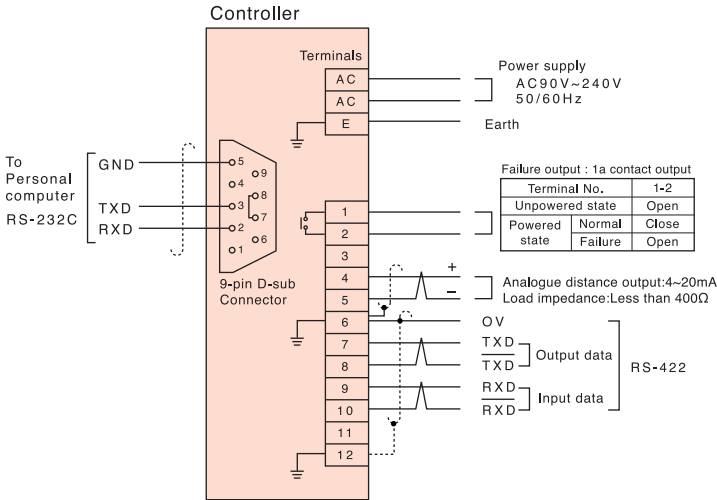 Controller
Terminals
AC
AC
E
Power supply
AC90V~240V
50/60Hz
Earth
To
Personal
computer
RS-232C
GND
TXD
RXD
5
9
4
8
3
7
2
6
1
9-pin D-sub
Connector
Failure output : 1a contact output
Terminal No. 1-2
Unpowered state Open
Powered state Normal Close
Failure Open
1
2
3
4
5
6
7
8
9
10
11
12
+
−
Analogue distance output:4~20mA
Load impedance:Less than 400Ω
OV
TXD
TXD
Output data
RXD
RXD
Input data
RS-422